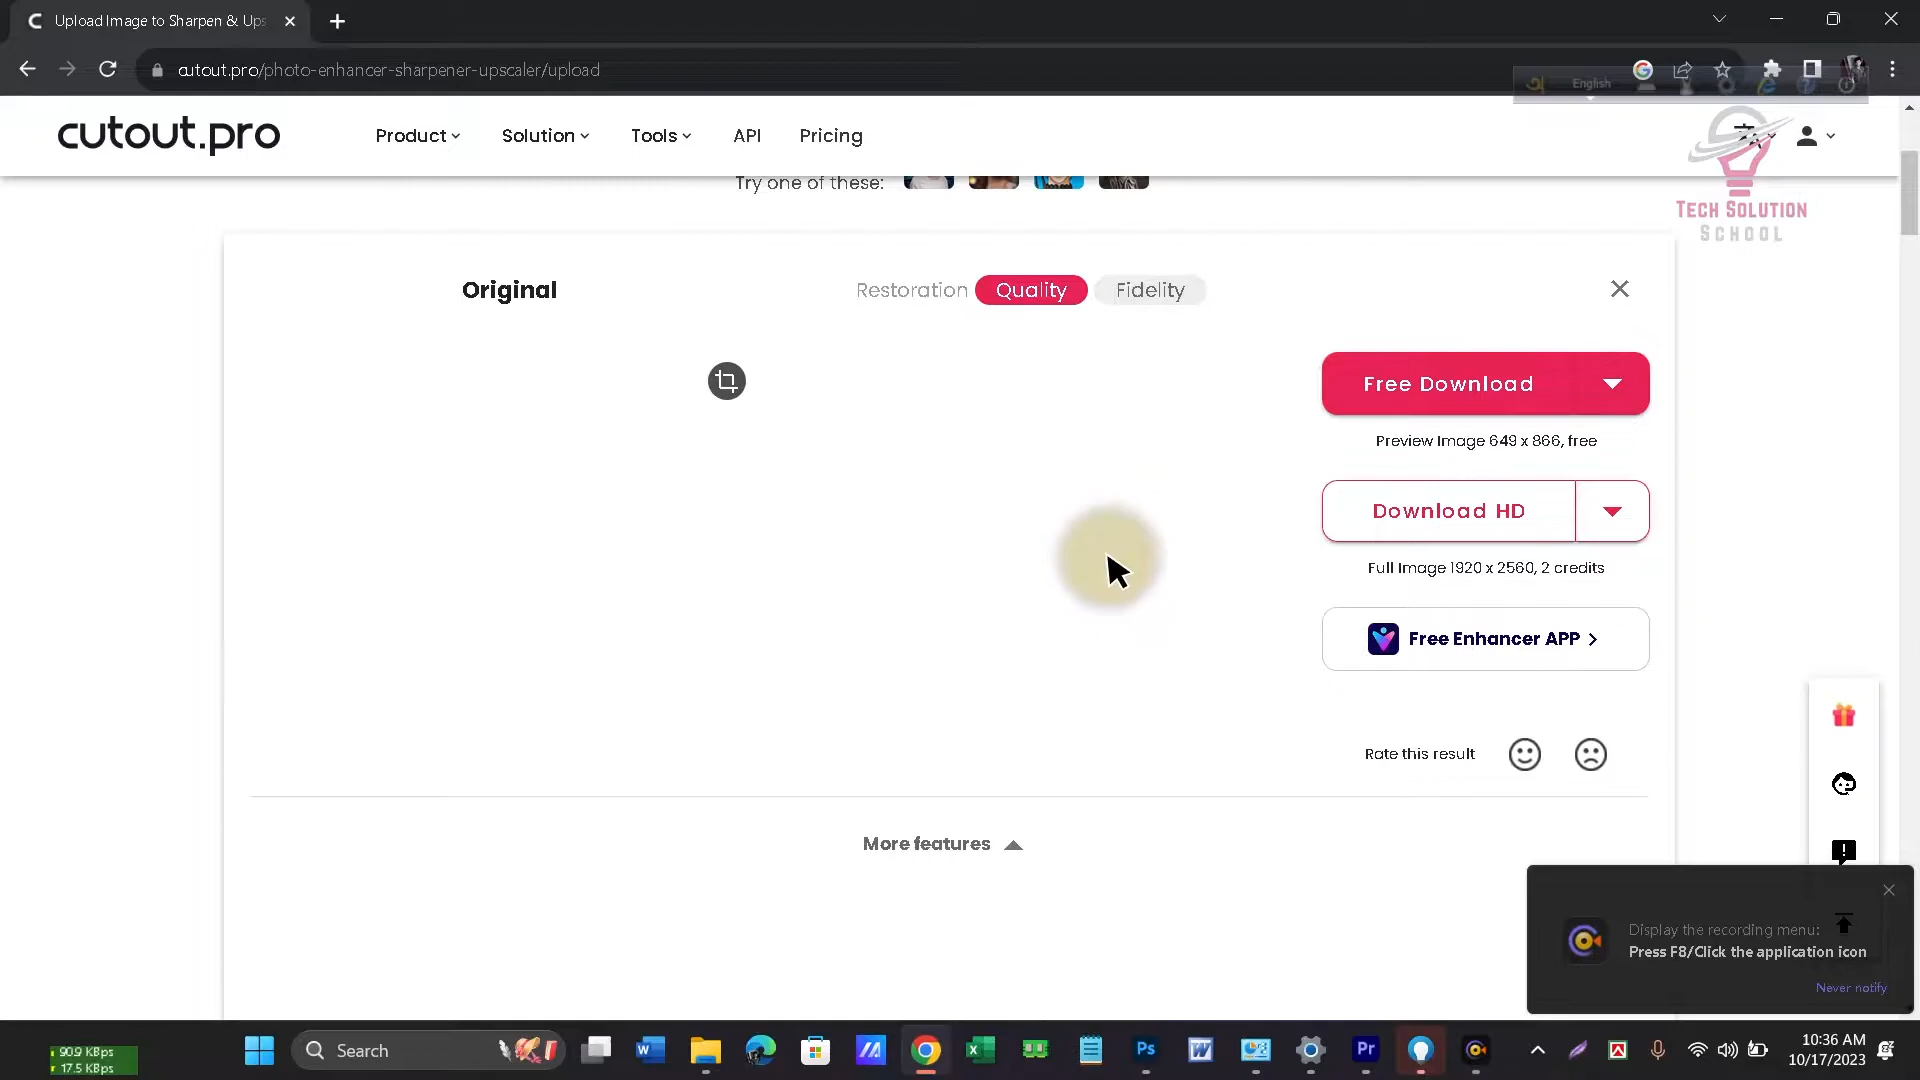 Upload Image to Sharpen & Ups
cutout.pro/photo-enhancer-sharpener-upscaler/upload
English
cutout.pro
Product
Solution
Tools
API
Pricing
TECH SOLUTION
SCHOOL
Try one of these:
Original
Restoration
Quality
Fidelity
Free Download
Preview Image 649 x 866, free
Download HD
Full Image 1920 x 2560, 2 credits
Free Enhancer APP
Rate this result
More features
Display the recording menu:
Press F8/Click the application icon
Never notify
90.9 KBps
17.5 KBps
Search
Ps
Pr
10:36 AM
10/17/2023